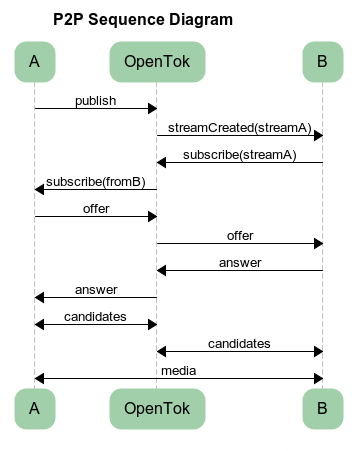 P2P Sequence Diagram
A OpenTok B
publish
streamCreated(streamA)
subscribe(streamA)
subscribe(fromB)
offer
offer
answer
answer
candidates
candidates
media
A OpenTok B